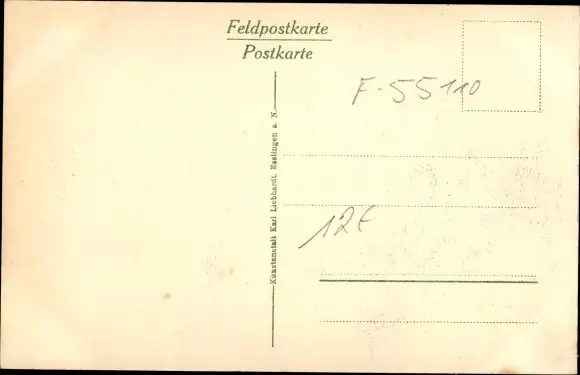 Feldpostkarte
Postkarte
F-55110
Kunstanstalt Karl Liebhardt, Esslingen a. N.
12€